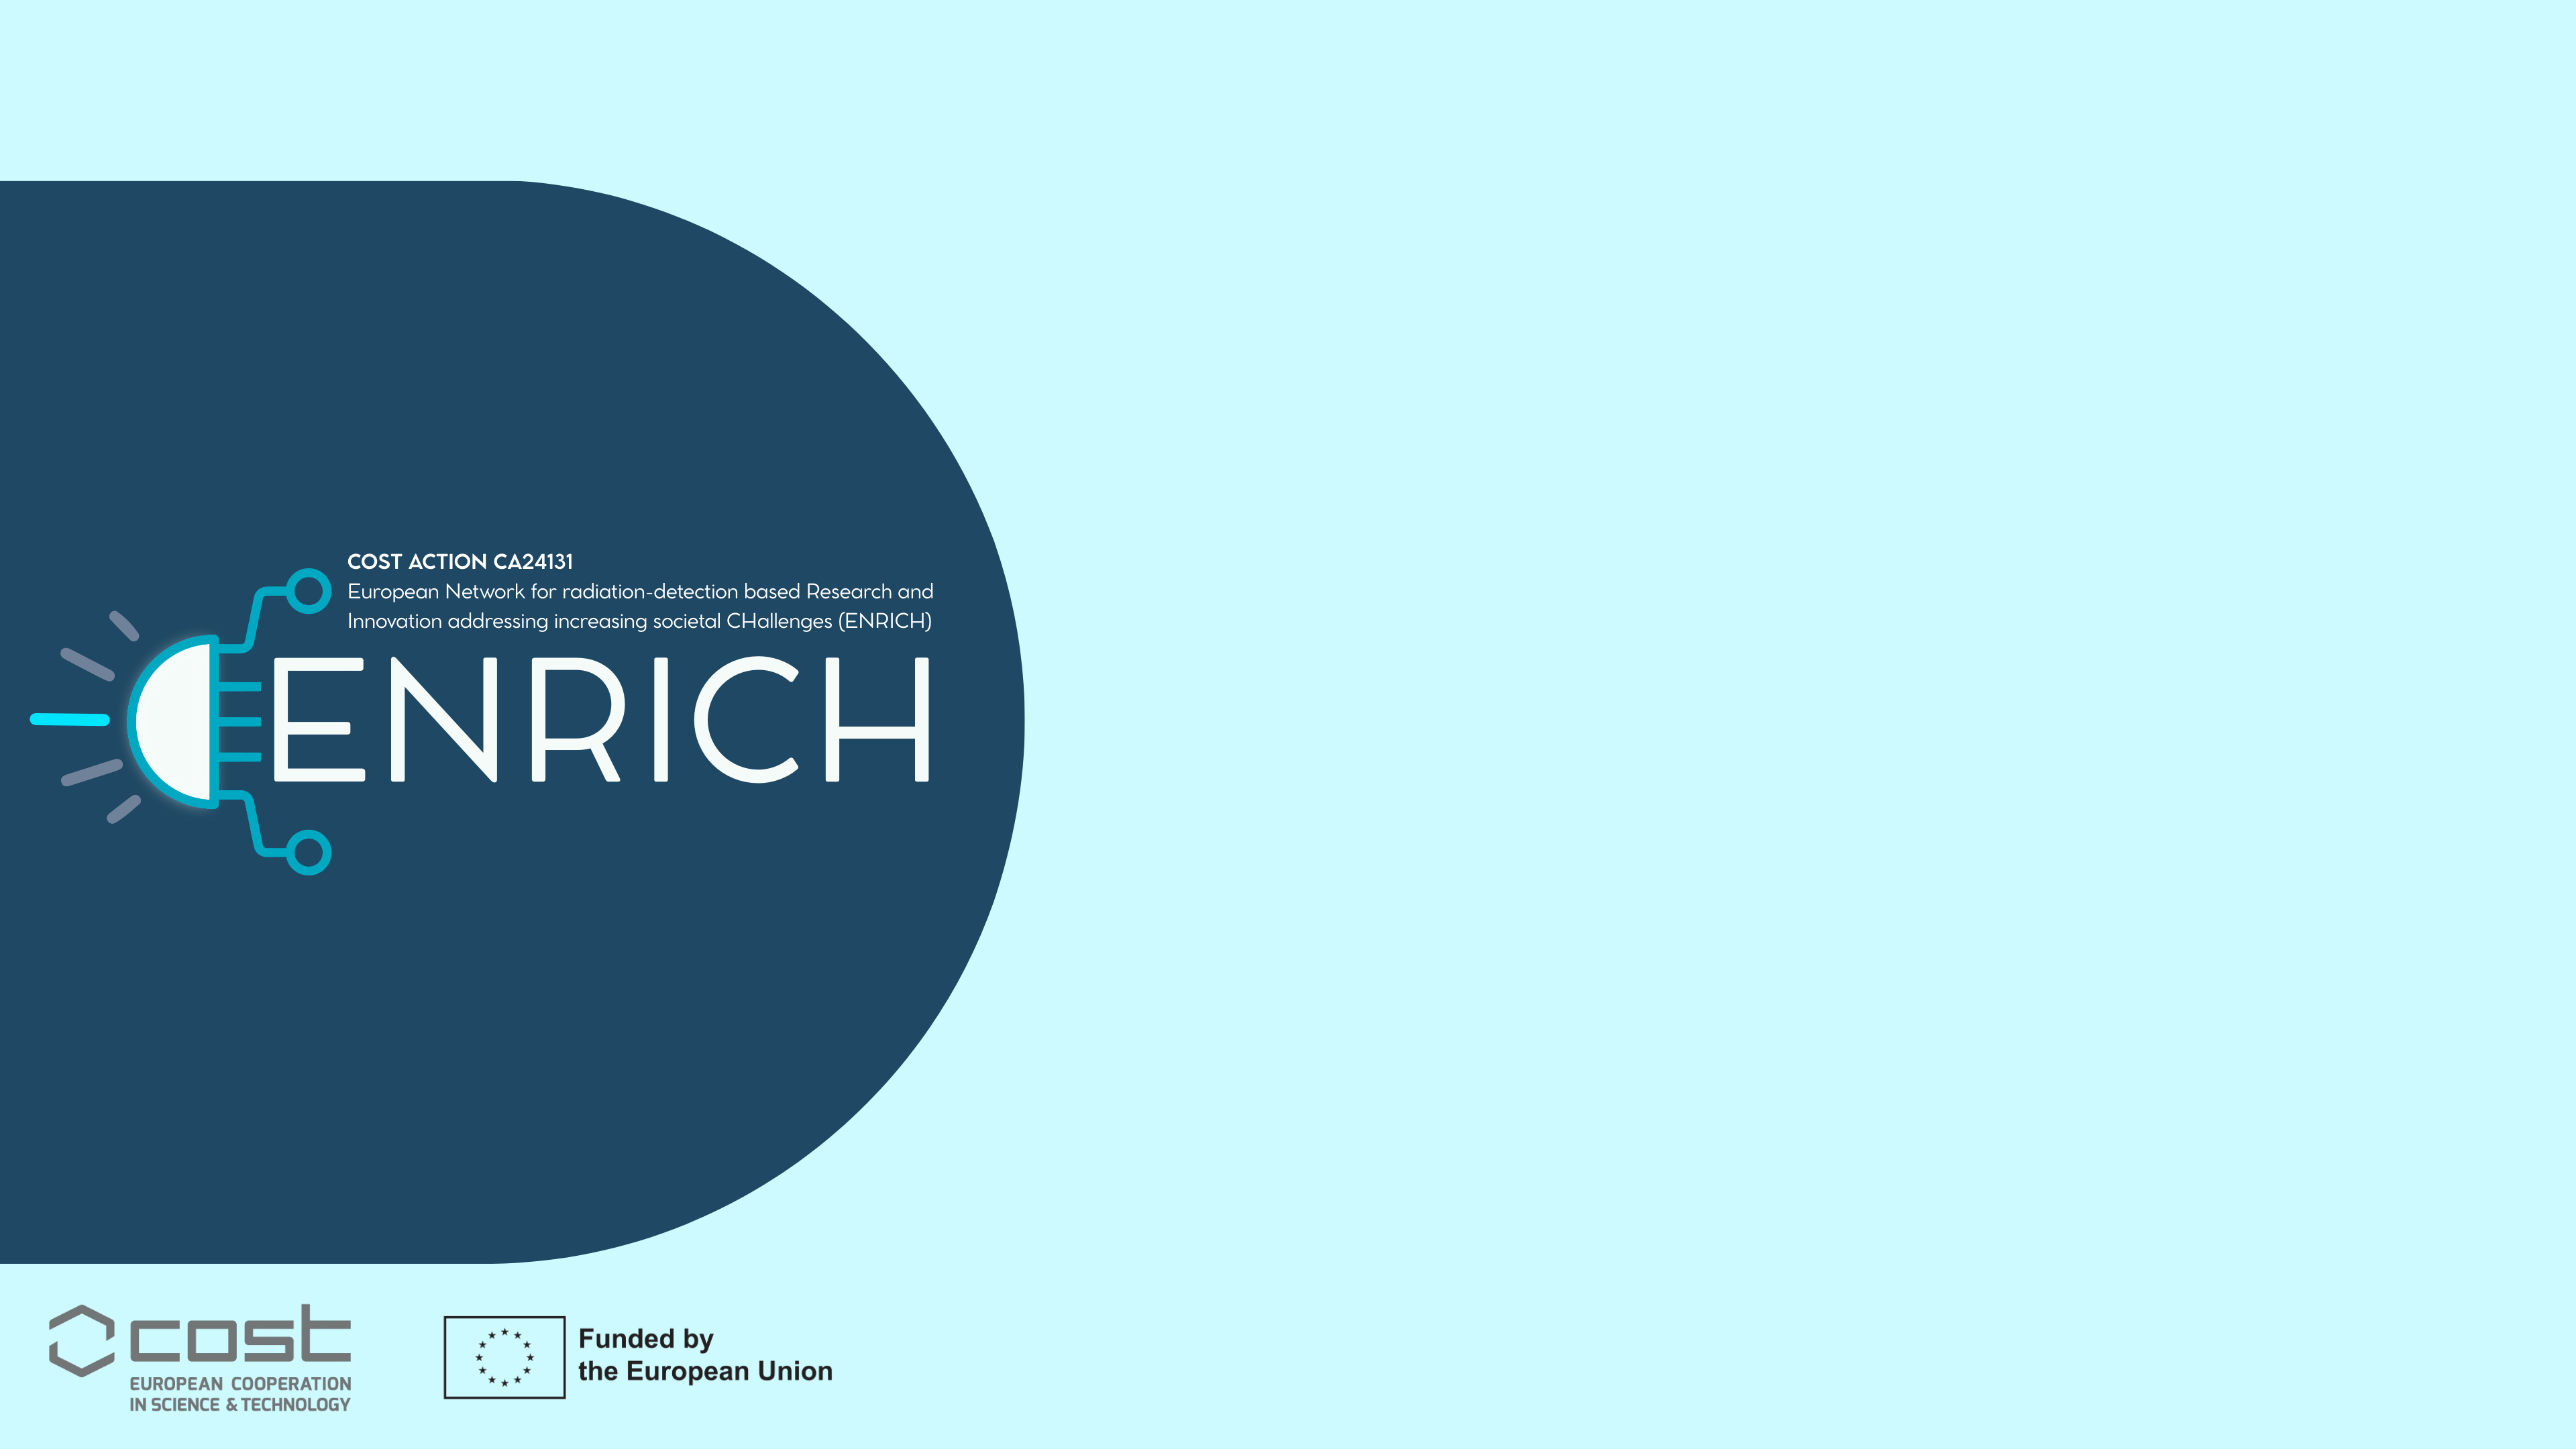 COST ACTION CA24131
European Network for radiation-detection based Research and
Innovation addressing increasing societal CHallenges (ENRICH)
ENRICH
cost
EUROPEAN COOPERATION
IN SCIENCE & TECHNOLOGY
Funded by
the European Union